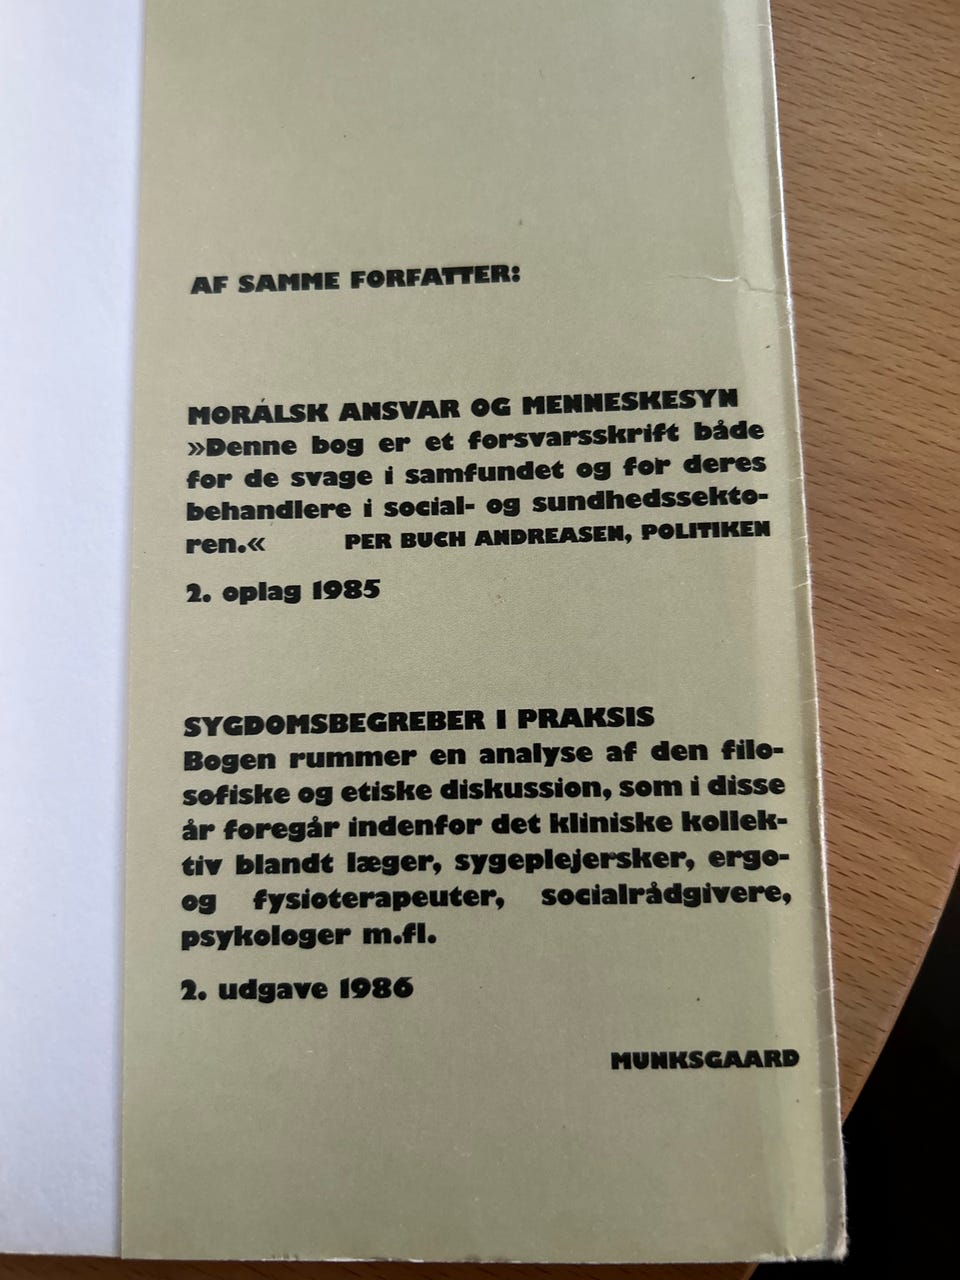 AF SAMME FORFATTER:
MORALSK ANSVAR OG MENNESKESYN
»Denne bog er et forsvarsskrift både
for de svage i samfundet og for deres
behandlere i social- og sundhedssekto-
ren.« PER BUCH ANDREASEN, POLITIKEN
2. oplag 1985
SYGDOMSBEGREBER I PRAKSIS
Bogen rummer en analyse af den filo-
sofiske og etiske diskussion, som i disse
år foregår indenfor det kliniske kollek-
tiv blandt læger, sygeplejersker, ergo-
og fysioterapeuter, socialrådgivere,
psykologer m.fl.
2. udgave 1986
MUNKSGAARD